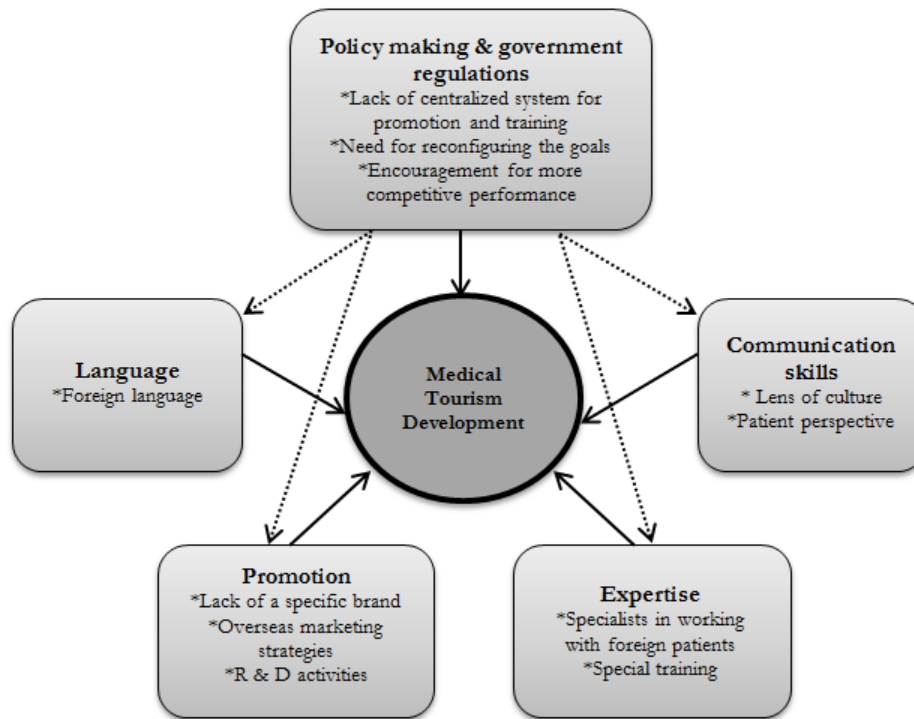 Policy making & government
regulations
*Lack of centralized system for
promotion and training
*Need for reconfiguring the goals
*Encouragement for more
competitive performance
Language
*Foreign language
Medical
Tourism
Development
Communication
skills
* Lens of culture
*Patient perspective
Promotion
*Lack of a specific brand
*Overseas marketing
strategies
*R & D activities
Expertise
*Specialists in working
with foreign patients
*Special training